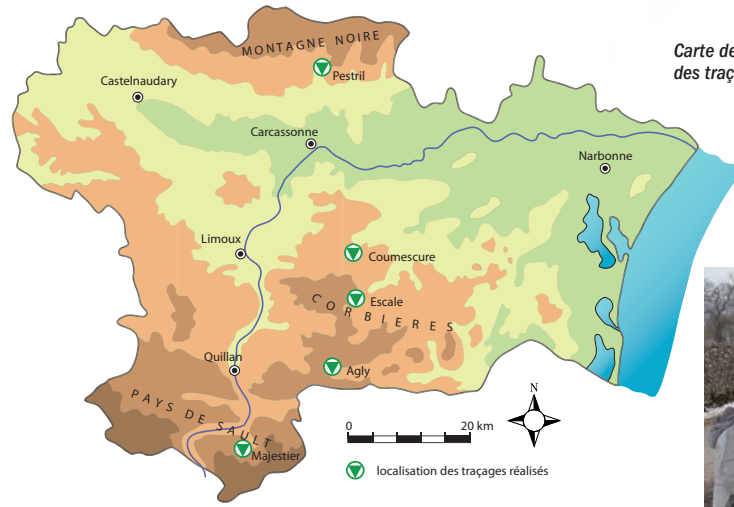 Carte de
des traç
MONTAGNE NOIRE
Pestril
Castelnaudary
Carcassonne
Narbonne
Limoux
Coumescure
Escale
CORBIERES
Quillan
Agly
PAYS DE SAULT
Majestier
N
0 20 km
localisation des traçages réalisés